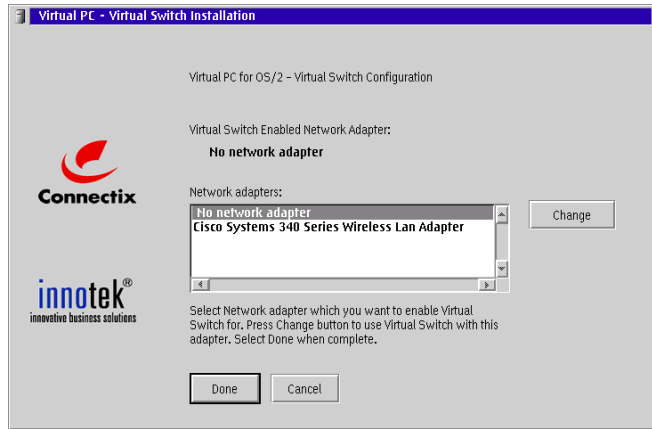 Virtual PC - Virtual Switch Installation
Virtual PC for OS/2 - Virtual Switch Configuration
Virtual Switch Enabled Network Adapter:
No network adapter
Connectix
Network adapters:
No network adapter
Cisco Systems 340 Series Wireless Lan Adapter
Change
innotek®
innovative business solutions
Select Network adapter which you want to enable Virtual
Switch for. Press Change button to use Virtual Switch with this
adapter. Select Done when complete.
Done
Cancel